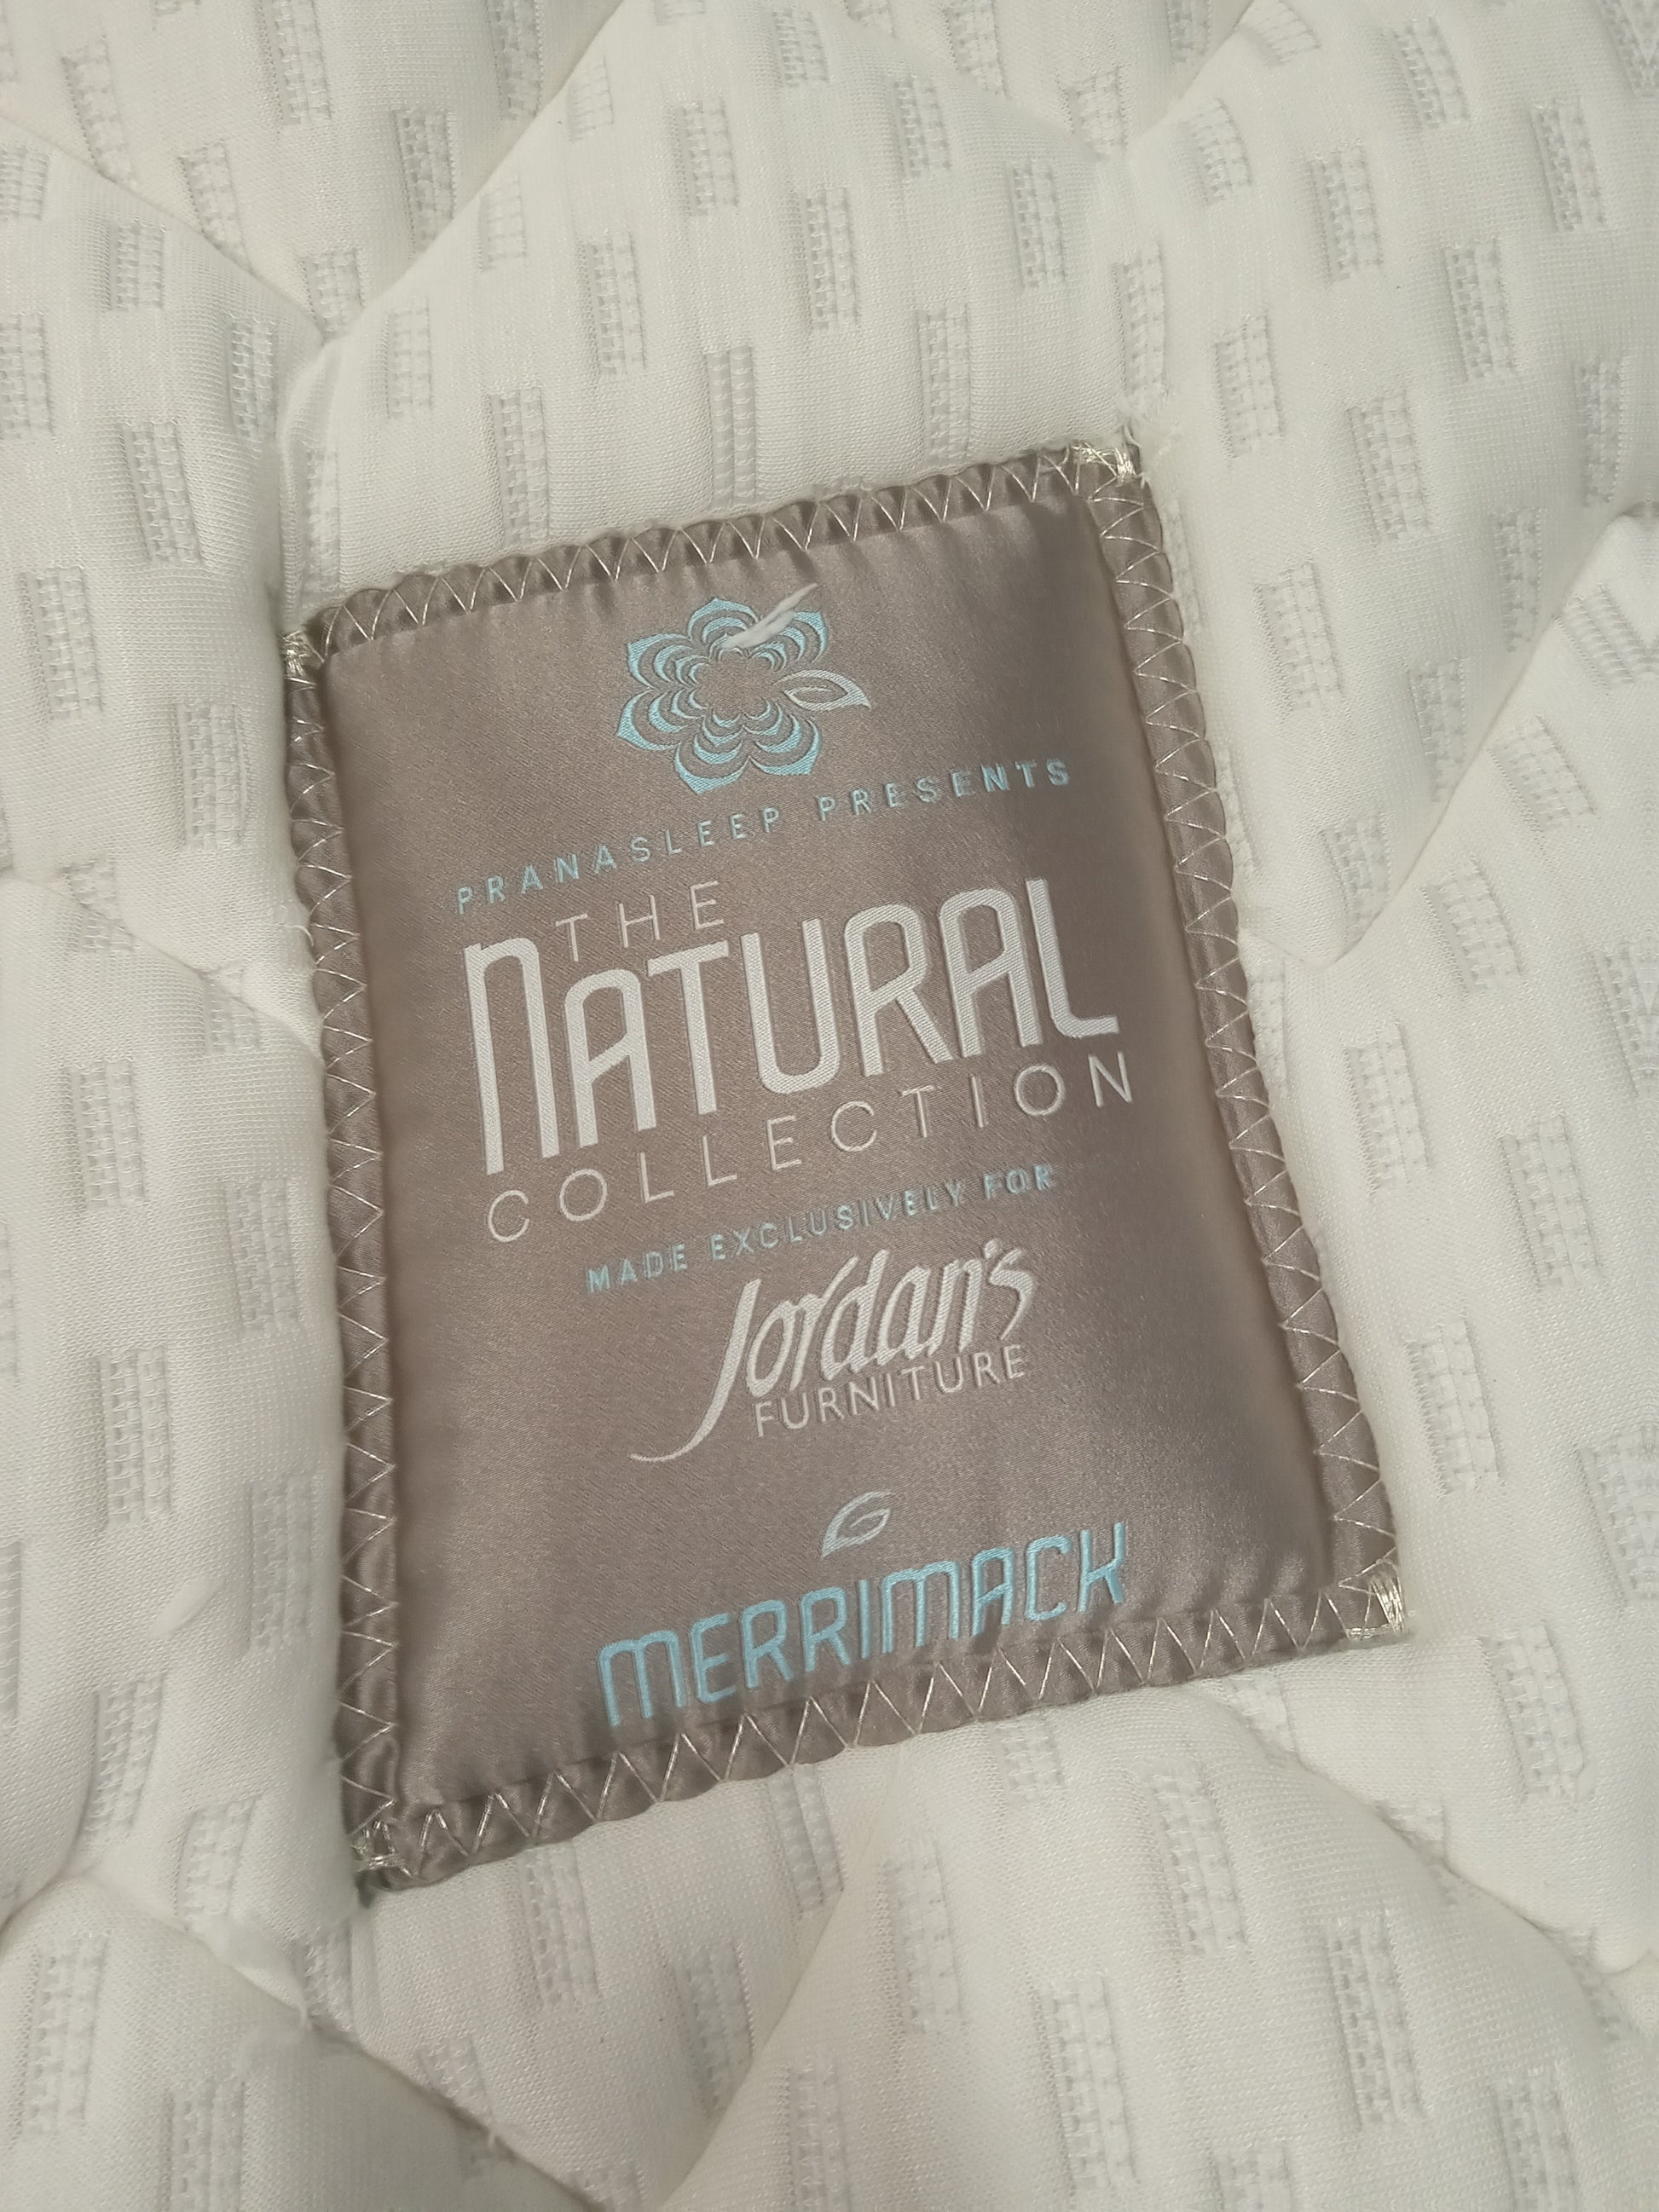 PRANASLEEP PRESENTS
THE
NATURAL
COLLECTION
MADE EXCLUSIVELY FOR
Jordan's
FURNITURE
MERRIMACK